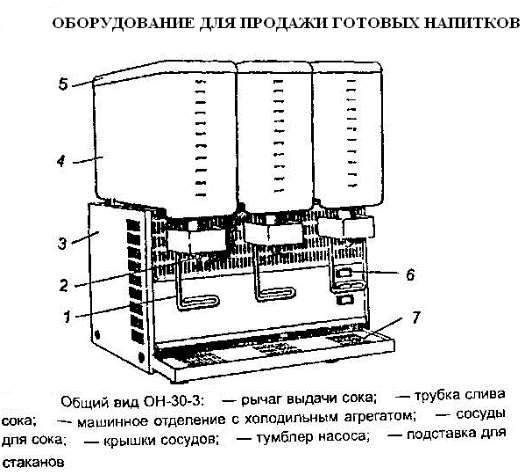 ОБОРУДОВАНИЕ ДЛЯ ПРОДАЖИ ГОТОВЫХ НАПИТКОВ
5
4
3
2
1
6
7
Общий вид ОН-30-3: — рычаг выдачи сока; — трубка слива
сока; — машинное отделение с холодильным агрегатом; — сосуды
для сока; — крышки сосудов; — тумблер насоса; — подставка для
стаканов